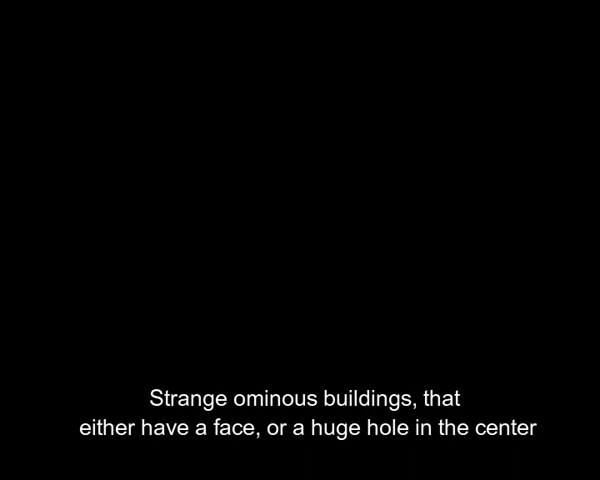 Strange ominous buildings, that
either have a face, or a huge hole in the center